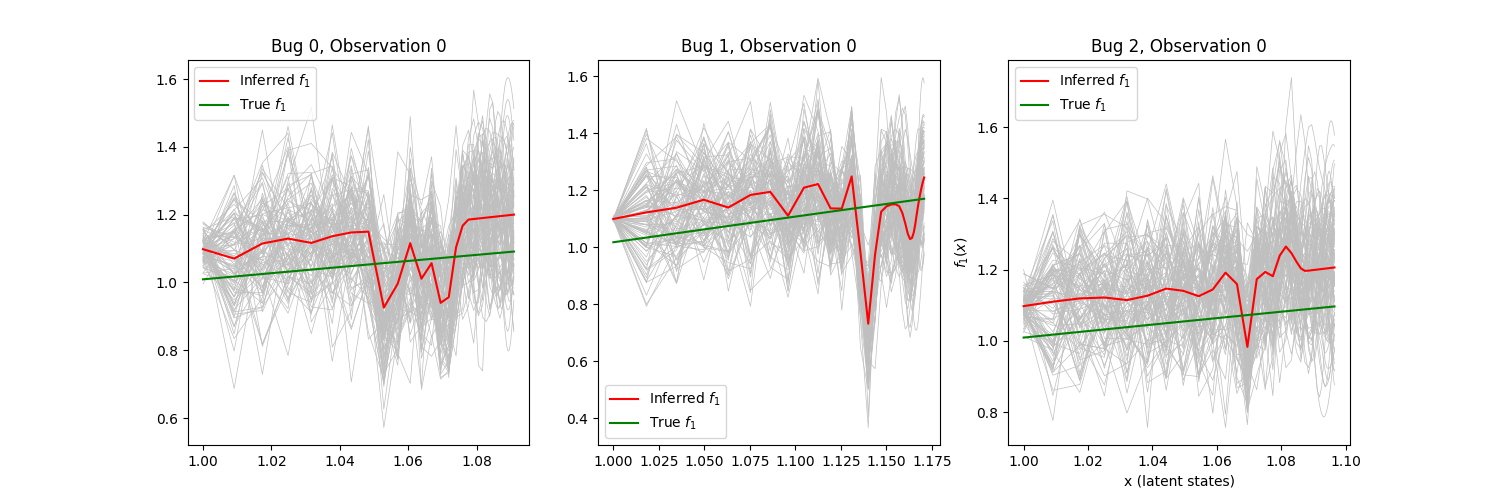 Bug 0, Observation 0
Inferred f₁
True f₁
1.6
1.4
1.2
1.0
0.8
0.6
1.00 1.02 1.04 1.06 1.08
Bug 1, Observation 0
1.6
1.4
1.2
1.0
0.8
0.6
0.4
Inferred f₁
True f₁
1.000 1.025 1.050 1.075 1.100 1.125 1.150 1.175
Bug 2, Observation 0
Inferred f₁
True f₁
f₁(x)
1.6
1.4
1.2
1.0
0.8
1.00 1.02 1.04 1.06 1.08 1.10
x (latent states)